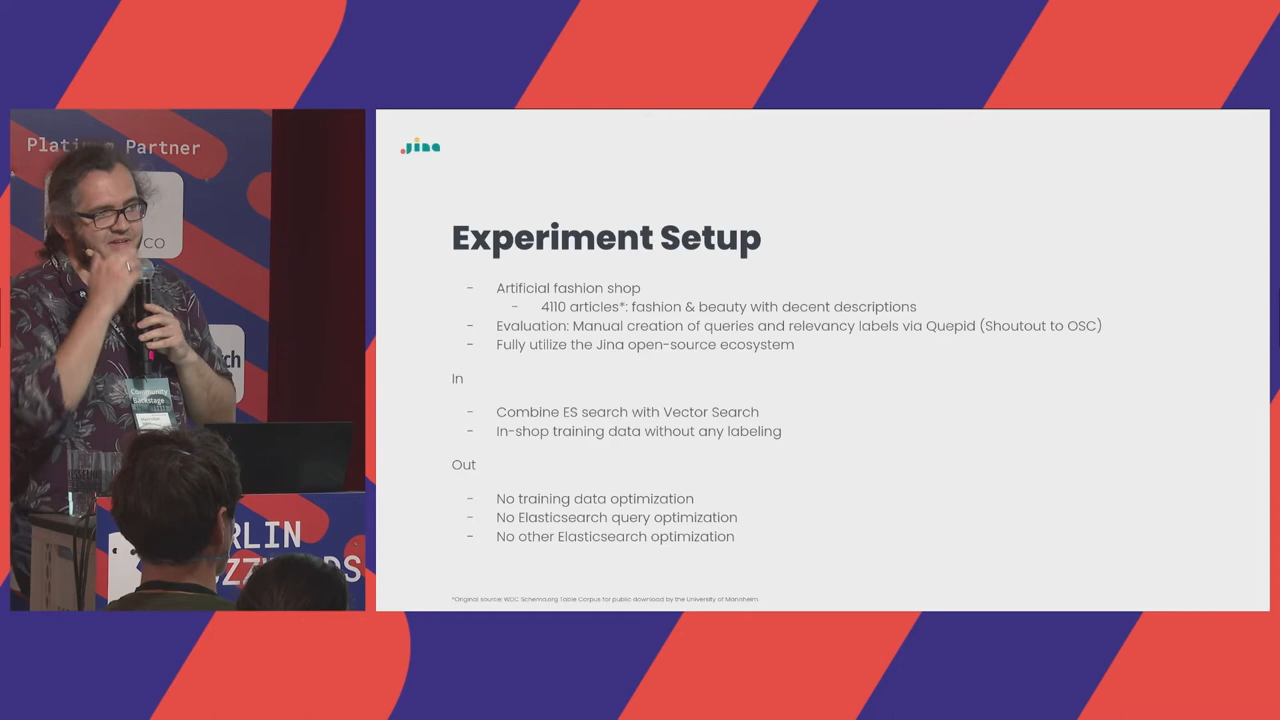 Platinum Partner
CO
ch
Community
Backstage
RLIN
ZZW DS
.jina
Experiment Setup
- Artificial fashion shop
- 4110 articles*: fashion & beauty with decent descriptions
- Evaluation: Manual creation of queries and relevancy labels via Quepid (Shoutout to OSC)
- Fully utilize the Jina open-source ecosystem
In
- Combine ES search with Vector Search
- In-shop training data without any labeling
Out
- No training data optimization
- No Elasticsearch query optimization
- No other Elasticsearch optimization
*Original source: WDC Schema.org Table Corpus for public download by the University of Mannheim.